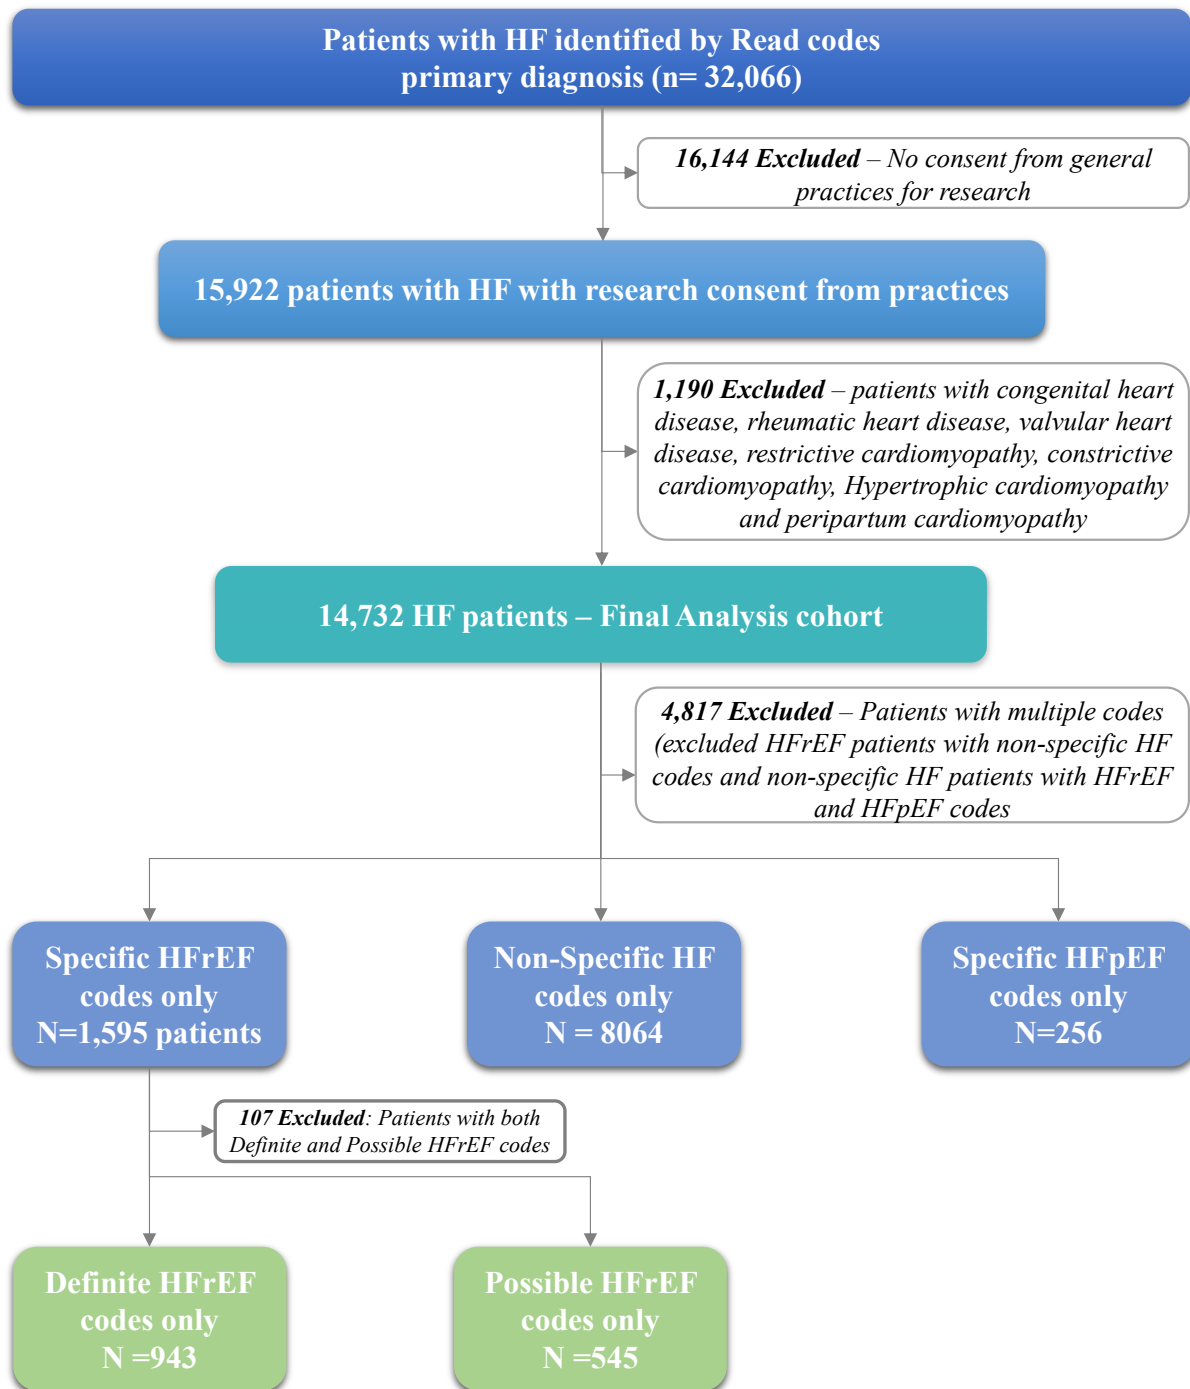 Patients with HF identified by Read codes
primary diagnosis (n= 32,066)
16,144 Excluded – No consent from general
practices for research
15,922 patients with HF with research consent from practices
1,190 Excluded – patients with congenital heart
disease, rheumatic heart disease, valvular heart
disease, restrictive cardiomyopathy, constrictive
cardiomyopathy, Hypertrophic cardiomyopathy
and peripartum cardiomyopathy
14,732 HF patients – Final Analysis cohort
4,817 Excluded – Patients with multiple codes
(excluded HFrEF patients with non-specific HF
codes and non-specific HF patients with HFrEF
and HFpEF codes
Specific HFrEF
codes only
N=1,595 patients
Non-Specific HF
codes only
N = 8064
Specific HFpEF
codes only
N=256
107 Excluded: Patients with both
Definite and Possible HFrEF codes
Definite HFrEF
codes only
N =943
Possible HFrEF
codes only
N =545